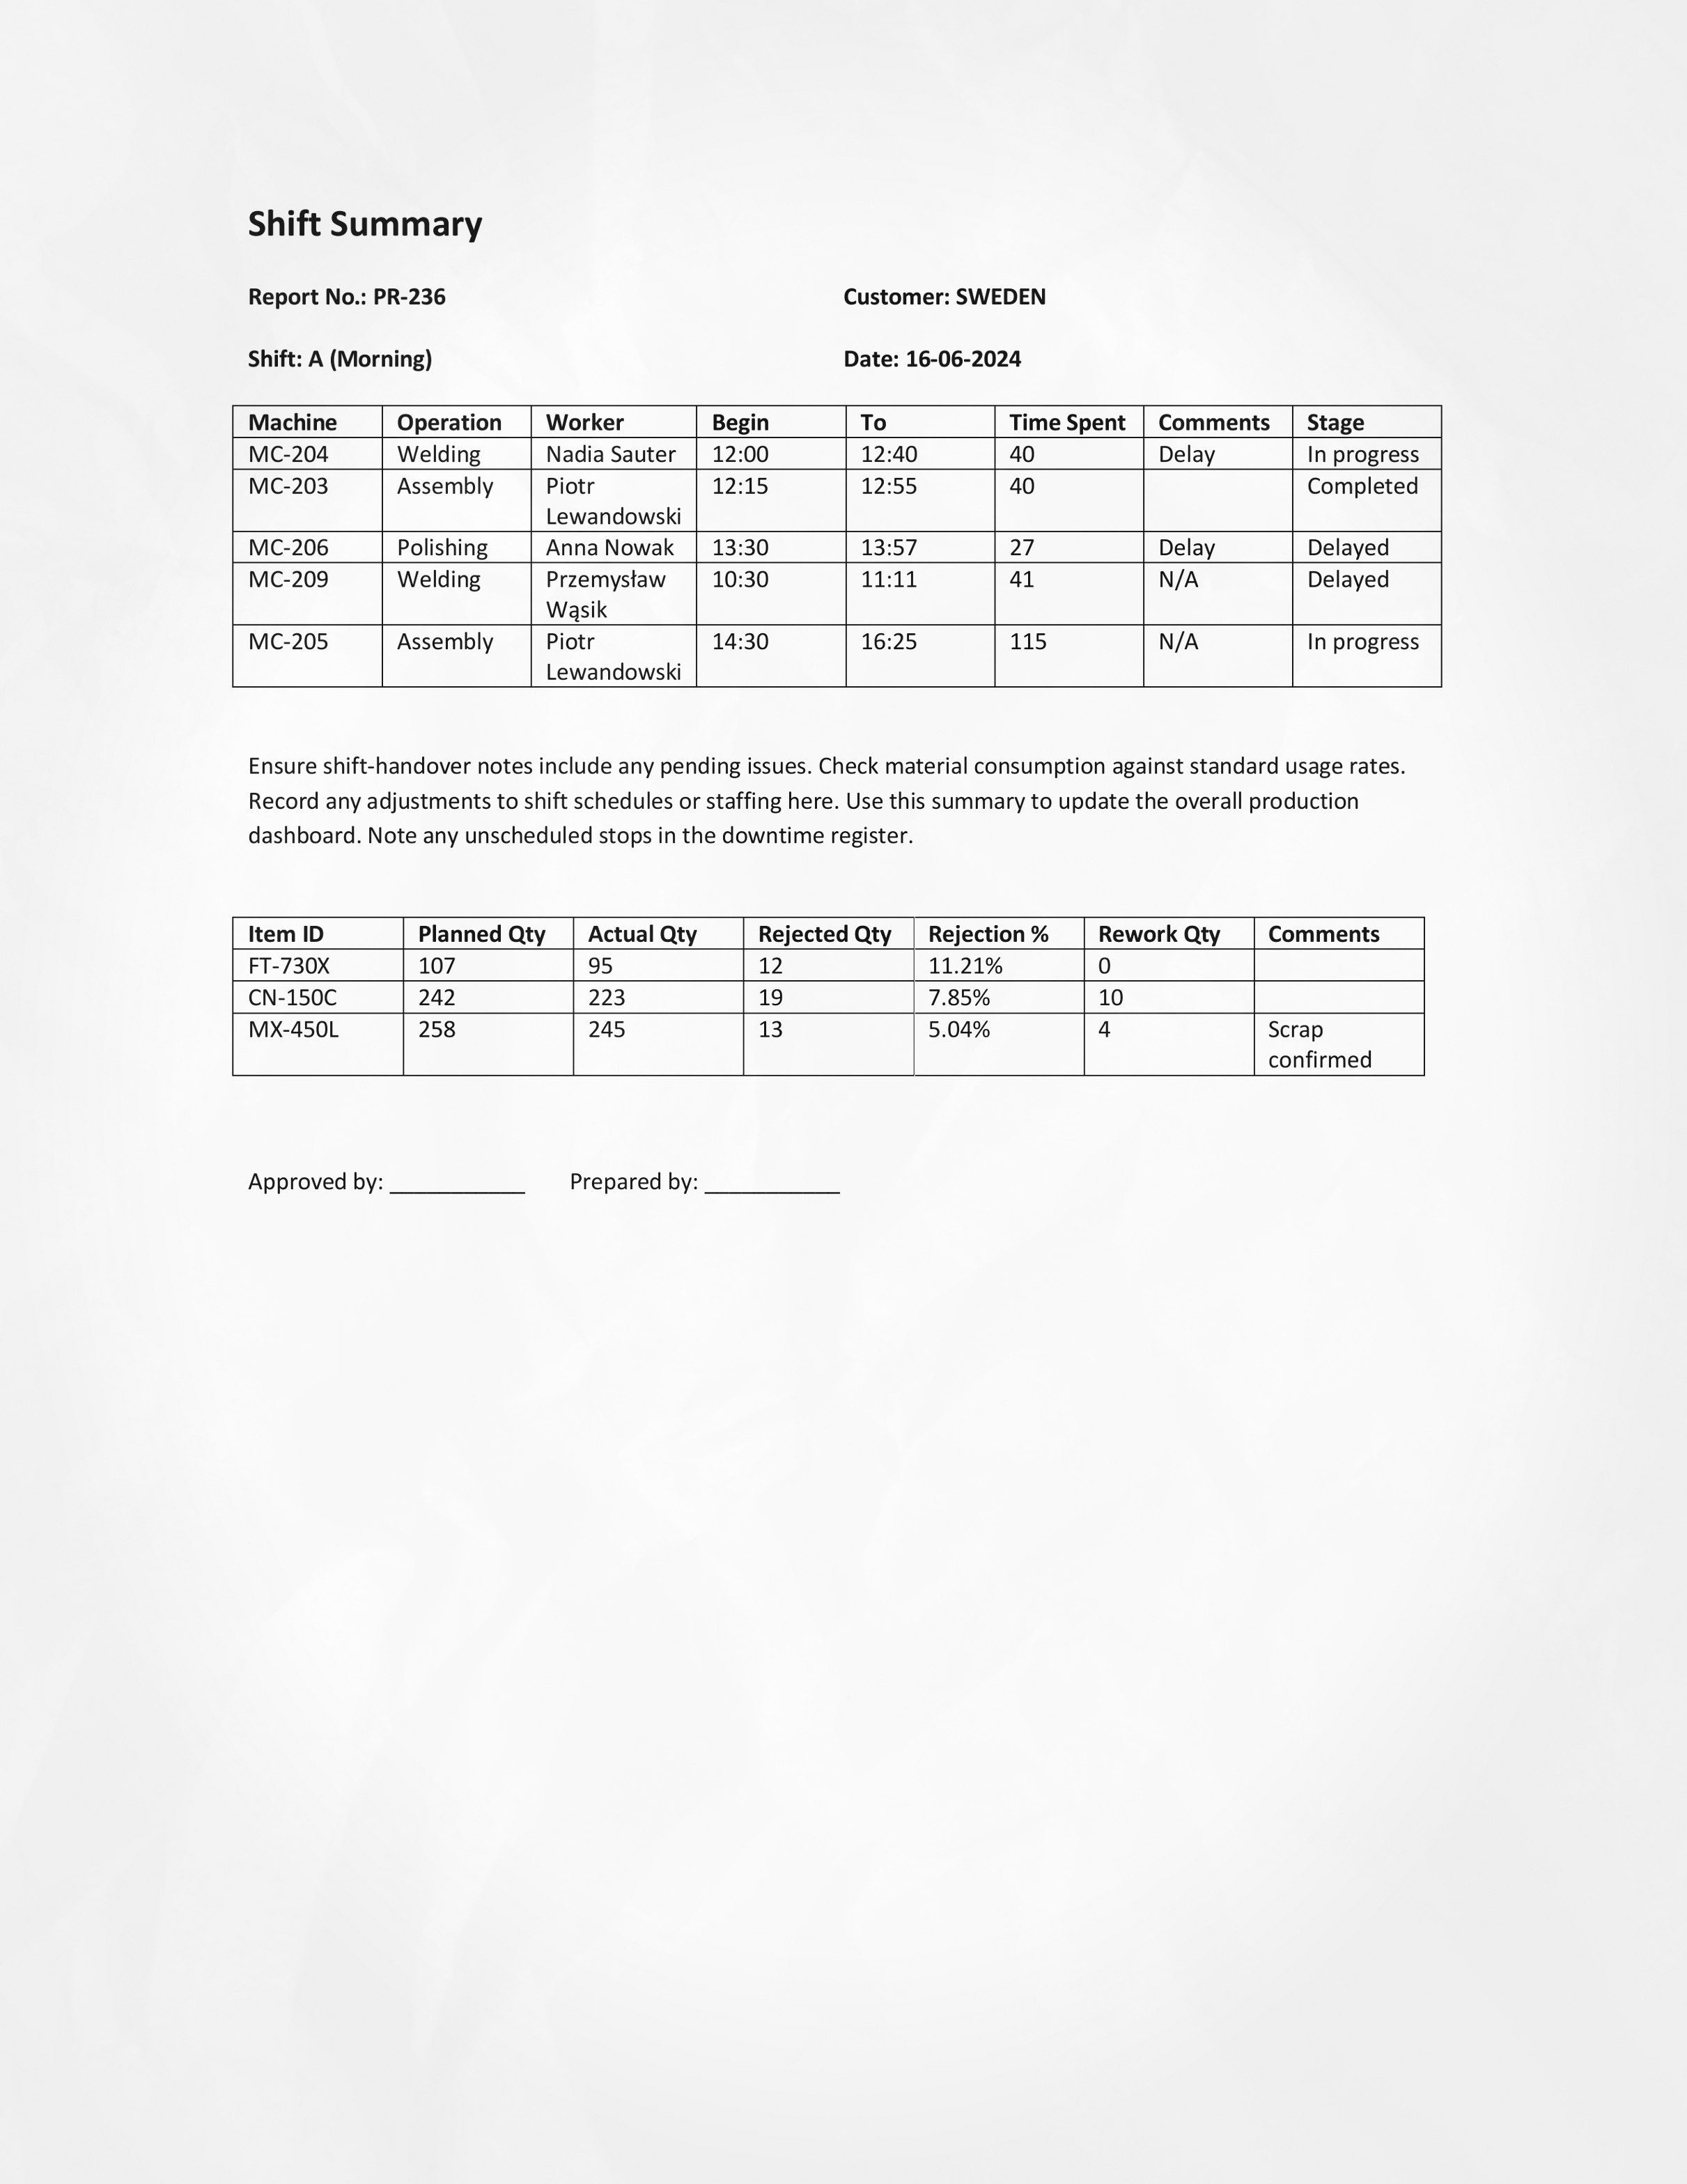 Shift Summary
Report No.: PR-236 Customer: SWEDEN
Shift: A (Morning) Date: 16-06-2024
Machine Operation Worker Begin To Time Spent Comments Stage
MC-204 Welding Nadia Sauter 12:00 12:40 40 Delay In progress
MC-203 Assembly Piotr Lewandowski 12:15 12:55 40 Completed
MC-206 Polishing Anna Nowak 13:30 13:57 27 Delay Delayed
MC-209 Welding Przemysław Wąsik 10:30 11:11 41 N/A Delayed
MC-205 Assembly Piotr Lewandowski 14:30 16:25 115 N/A In progress
Ensure shift-handover notes include any pending issues. Check material consumption against standard usage rates.
Record any adjustments to shift schedules or staffing here. Use this summary to update the overall production
dashboard. Note any unscheduled stops in the downtime register.
Item ID Planned Qty Actual Qty Rejected Qty Rejection % Rework Qty Comments
FT-730X 107 95 12 11.21% 0
CN-150C 242 223 19 7.85% 10
MX-450L 258 245 13 5.04% 4 Scrap confirmed
Approved by: ___________ Prepared by: ___________